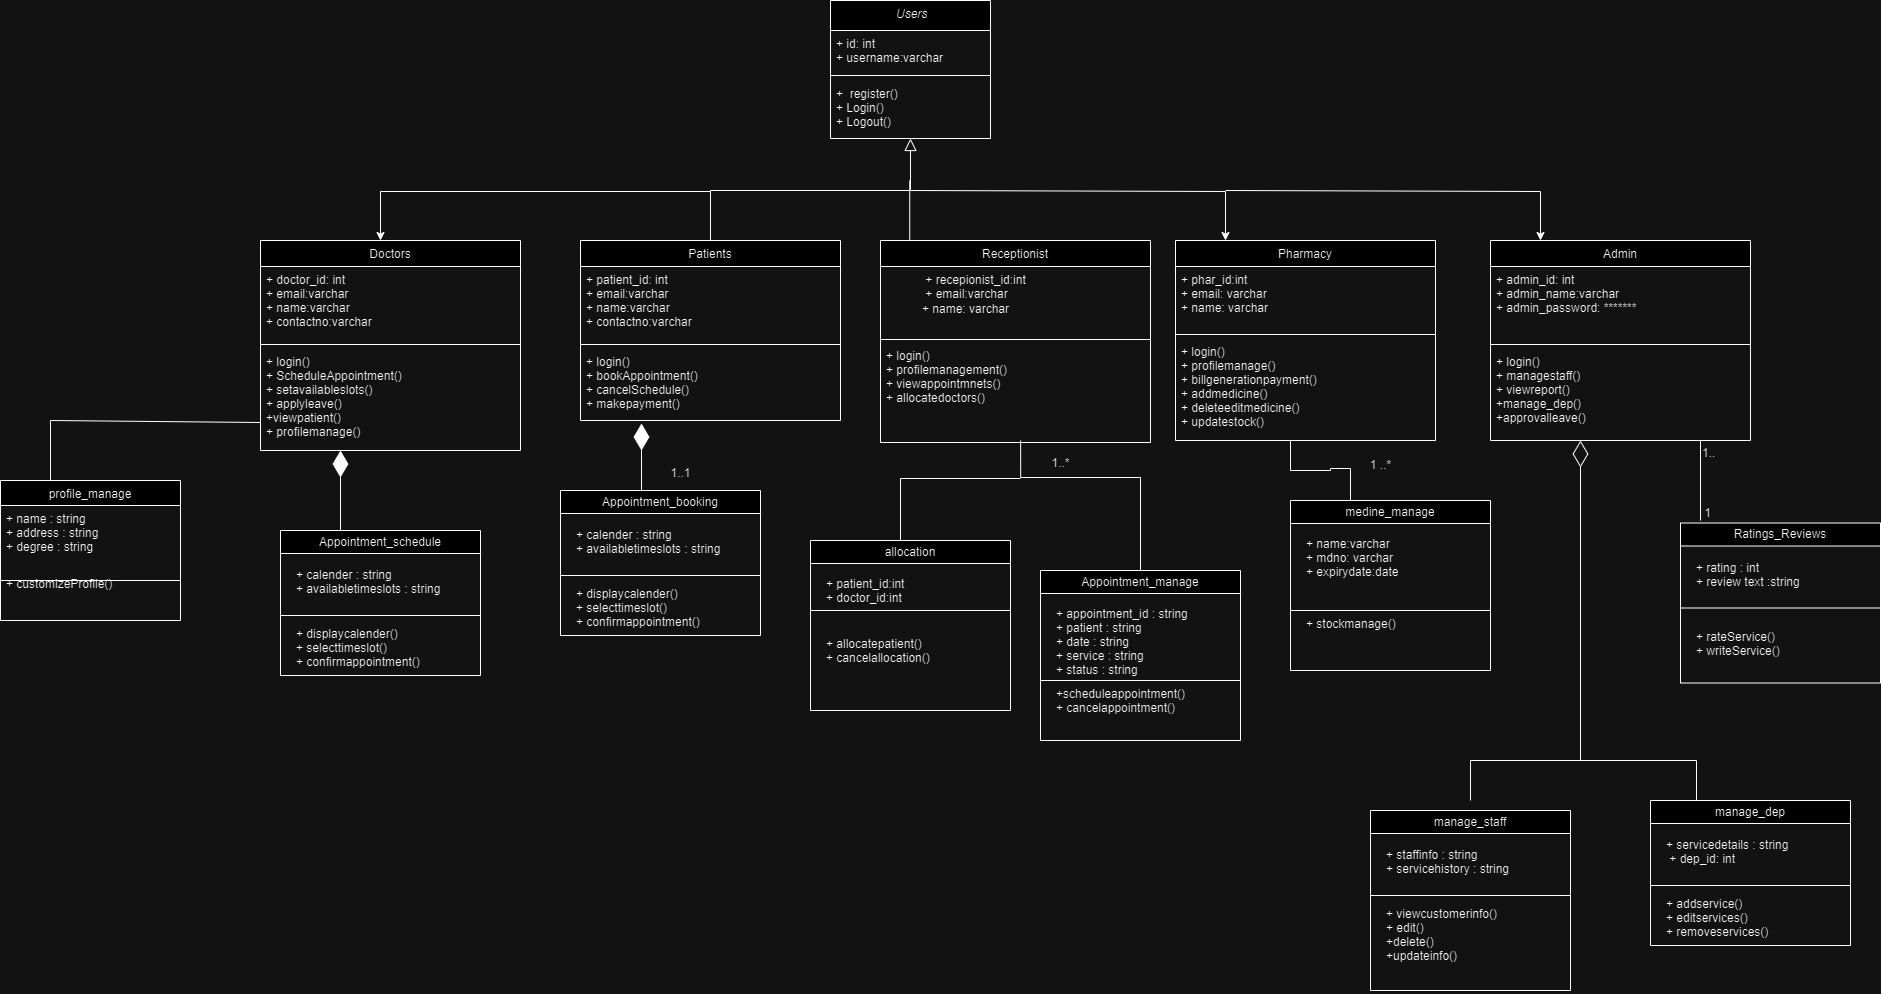 Users
+ id: int
+ username:varchar
+  register()
+ Login()
+ Logout()
Doctors
+ doctor_id: int
+ email:varchar
+ name:varchar
+ contactno:varchar
+ login()
+ ScheduleAppointment()
+ setavailableslots()
+ applyleave()
+viewpatient()
+ profilemanage()
Patients
+ patient_id: int
+ email:varchar
+ name:varchar
+ contactno:varchar
+ login()
+ bookAppointment()
+ cancelSchedule()
+ makepayment()
Receptionist
+ recepionist_id:int
+ email:varchar
+ name: varchar
+ login()
+ profilemanagement()
+ viewappointmnets()
+ allocatedoctors()
Pharmacy
+ phar_id:int
+ email: varchar
+ name: varchar
+ login()
+ profilemanage()
+ billgenerationpayment()
+ addmedicine()
+ deleteeditmedicine()
+ updatestock()
Admin
+ admin_id: int
+ admin_name:varchar
+ admin_password: *******
+ login()
+ managestaff()
+ viewreport()
+manage_dep()
+approvalleave()
profile_manage
+ name : string
+ address : string
+ degree : string
+ customizeProfile()
Appointment_schedule
+ calender : string
+ availabletimeslots : string
+ displaycalender()
+ selecttimeslot()
+ confirmappointment()
1..1
Appointment_booking
+ calender : string
+ availabletimeslots : string
+ displaycalender()
+ selecttimeslot()
+ confirmappointment()
1..*
allocation
+ patient_id:int
+ doctor_id:int
+ allocatepatient()
+ cancelallocation()
Appointment_manage
+ appointment_id : string
+ patient : string
+ date : string
+ service : string
+ status : string
+scheduleappointment()
+ cancelappointment()
1 ..*
medine_manage
+ name:varchar
+ mdno: varchar
+ expirydate:date
+ stockmanage()
1..
1
Ratings_Reviews
+ rating : int
+ review text :string
+ rateService()
+ writeService()
manage_staff
+ staffinfo : string
+ servicehistory : string
+ viewcustomerinfo()
+ edit()
+delete()
+updateinfo()
manage_dep
+ servicedetails : string
+ dep_id: int
+ addservice()
+ editservices()
+ removeservices()